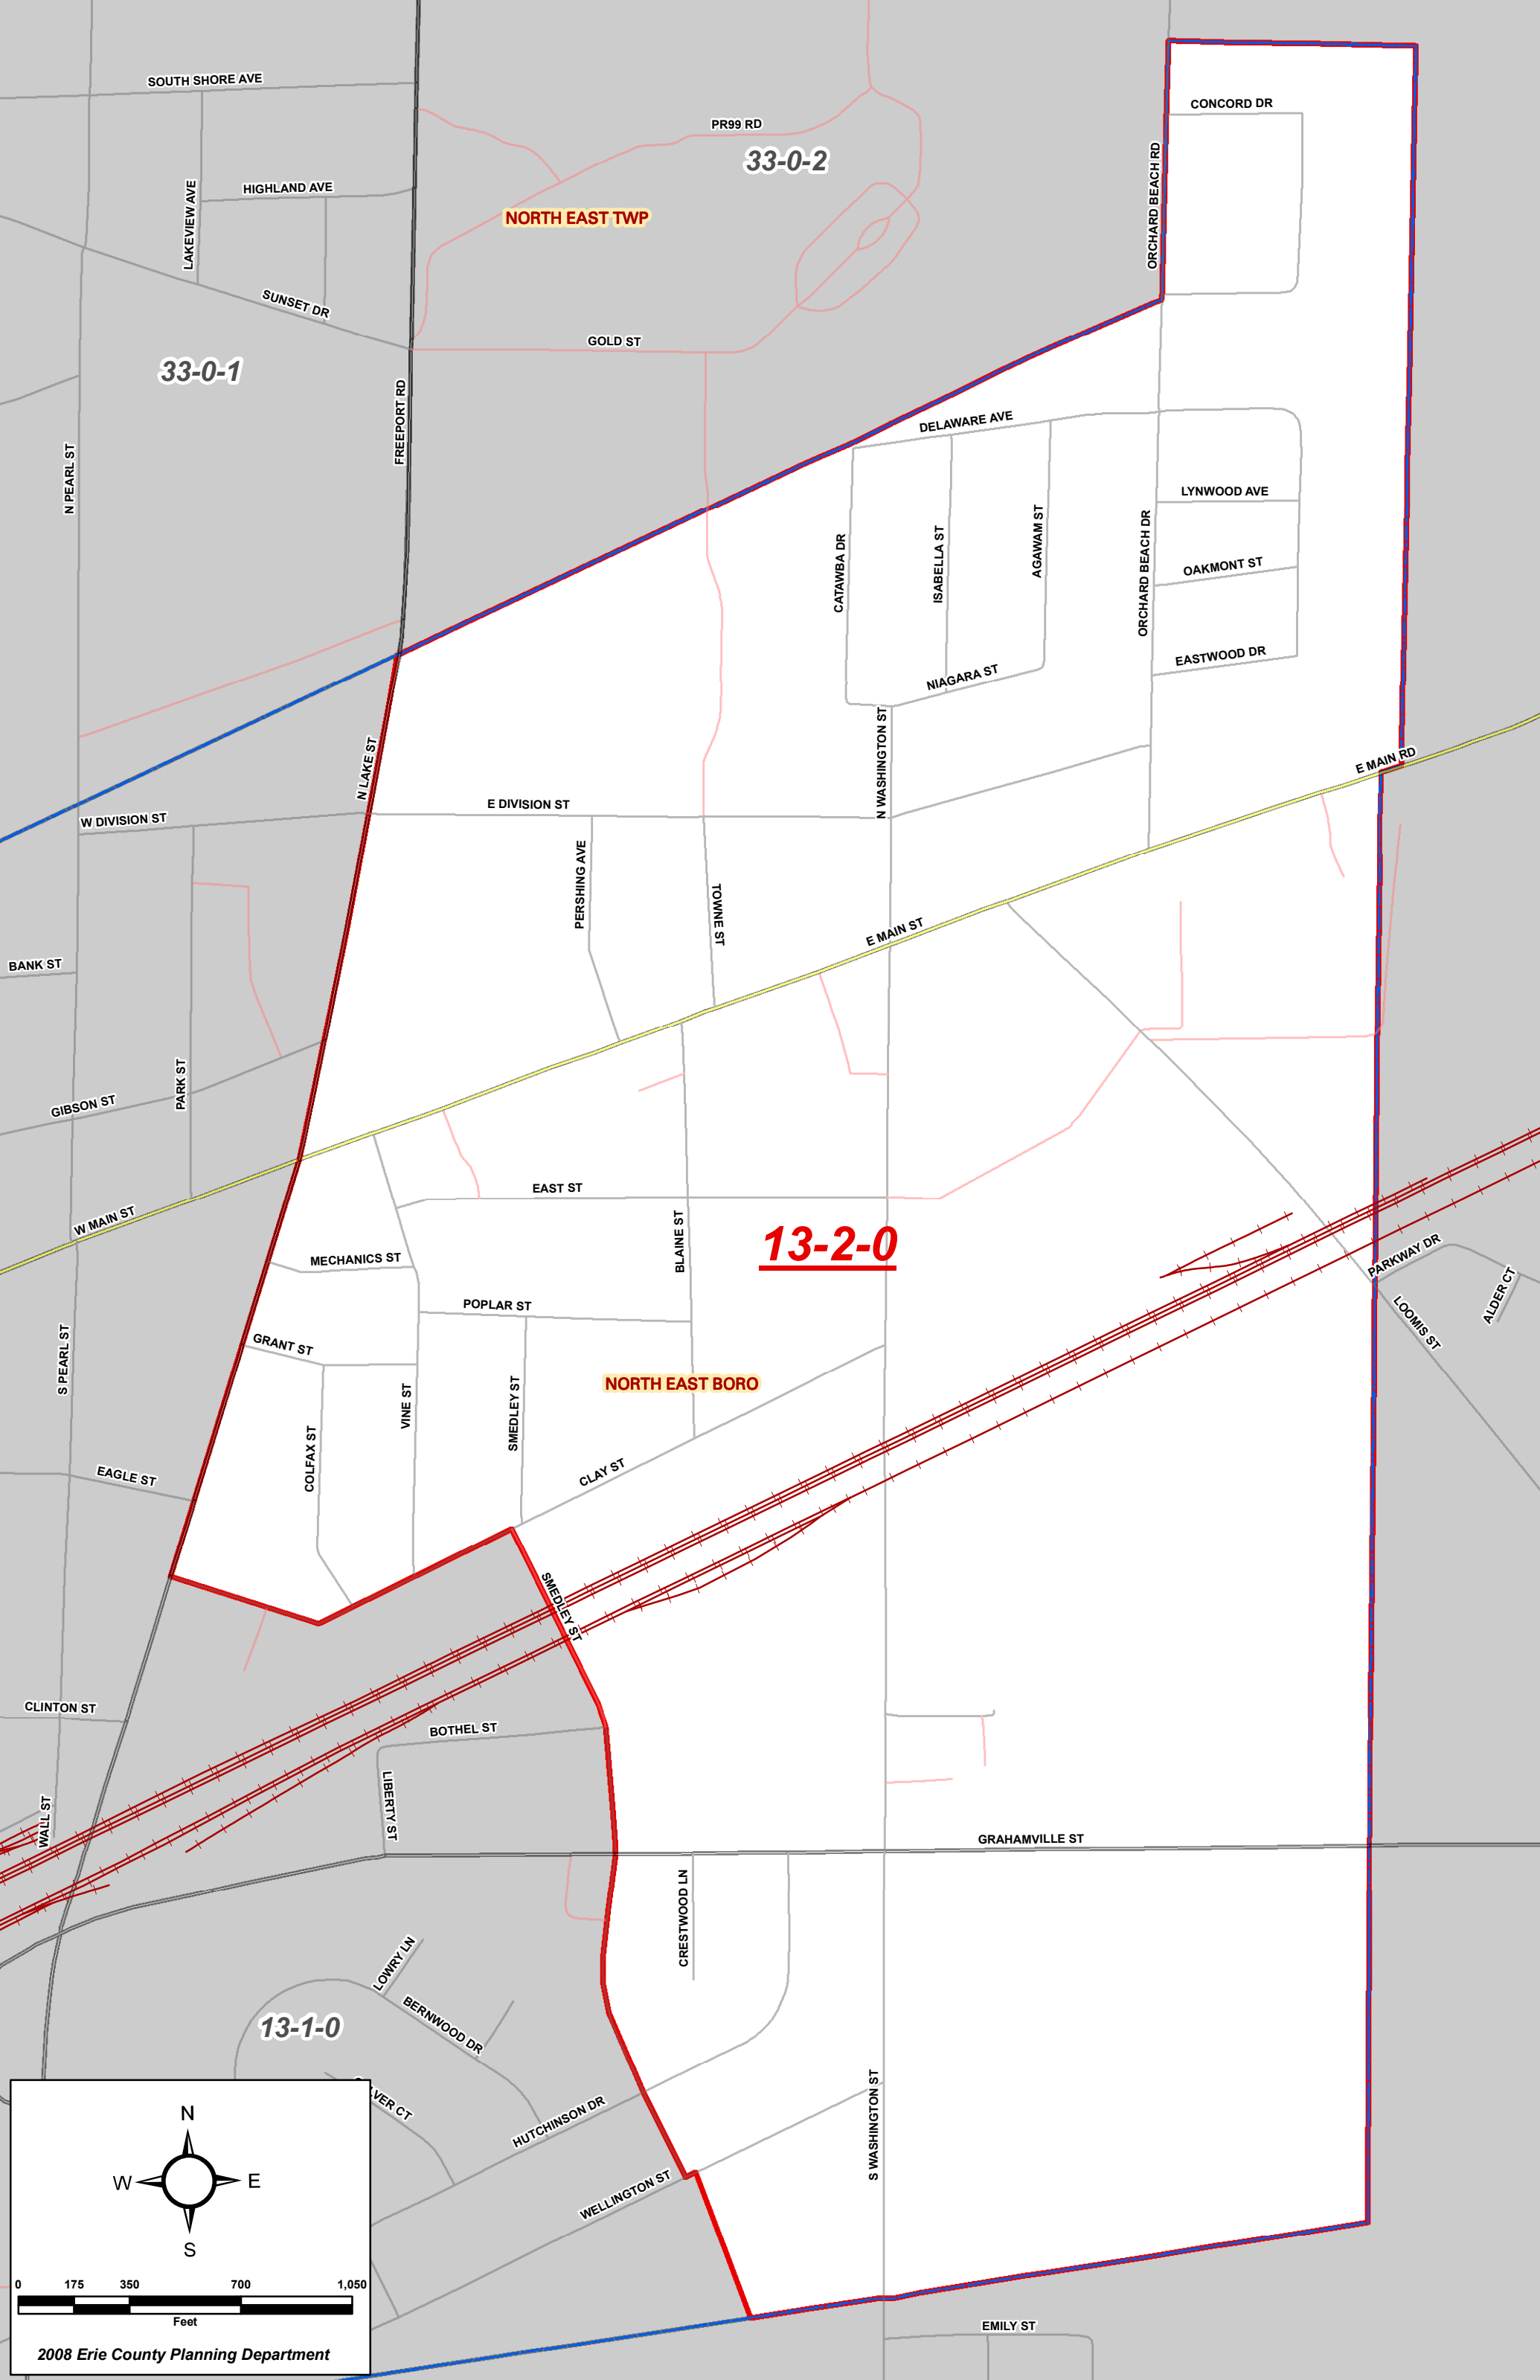 SOUTH SHORE AVE
CONCORD DR
PR99 RD
33-0-2
ORCHARD BEACH RD
LAKEVIEW AVE
HIGHLAND AVE
NORTH EAST TWP
SUNSET DR
GOLD ST
33-0-1
FREEPORT RD
DELAWARE AVE
N PEARL ST
LYNWOOD AVE
CATAWBA DR
ISABELLA ST
AGAWAM ST
ORCHARD BEACH DR
OAKMONT ST
EASTWOOD DR
NIAGARA ST
N WASHINGTON ST
E MAIN RD
N LAKE ST
E DIVISION ST
W DIVISION ST
PERSHING AVE
TOWNE ST
E MAIN ST
BANK ST
PARK ST
GIBSON ST
EAST ST
W MAIN ST
BLAINE ST
13-2-0
MECHANICS ST
PARKWAY DR
ALDER CT
POPLAR ST
LOOMIS ST
GRANT ST
S PEARL ST
NORTH EAST BORO
VINE ST
SMEDLEY ST
COLFAX ST
EAGLE ST
CLAY ST
SMEDLEY ST
CLINTON ST
BOTHEL ST
LIBERTY ST
WALL ST
GRAHAMVILLE ST
CRESTWOOD LN
LOWRY LN
13-1-0
BERNWOOD DR
LVER CT
HUTCHINSON DR
S WASHINGTON ST
WELLINGTON ST
N
W E
S
0 175 350 700 1,050
Feet
EMILY ST
2008 Erie County Planning Department